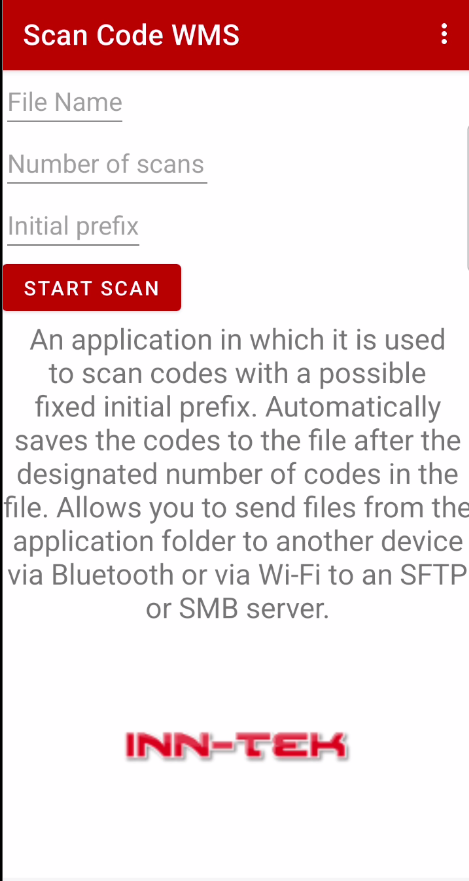 Scan Code WMS
File Name
Number of scans
Initial prefix
START SCAN
An application in which it is used
to scan codes with a possible
fixed initial prefix. Automatically
saves the codes to the file after the
designated number of codes in the
file. Allows you to send files from the
application folder to another device
via Bluetooth or via Wi-Fi to an SFTP
or SMB server.
INN-TEK